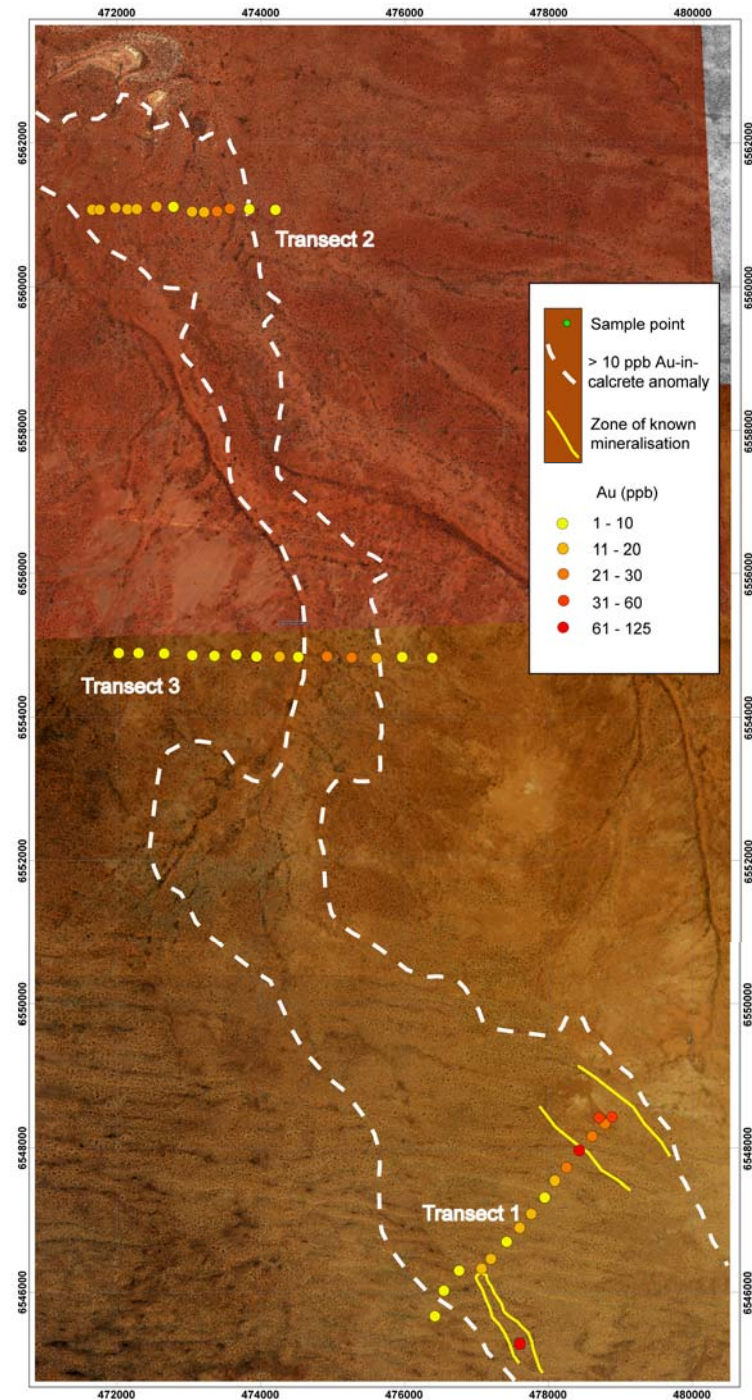 472000
474000
476000
478000
480000
6562000
6562000
Transect 2
6560000
6560000
Sample point
> 10 ppb Au-in-
calcrete anomaly
Zone of known
mineralisation
Au (ppb)
1 - 10
11 - 20
21 - 30
31 - 60
61 - 125
6558000
6558000
6556000
6556000
Transect 3
6554000
6554000
6552000
6552000
6550000
6550000
6548000
6548000
Transect 1
6546000
6546000
472000
474000
476000
478000
480000